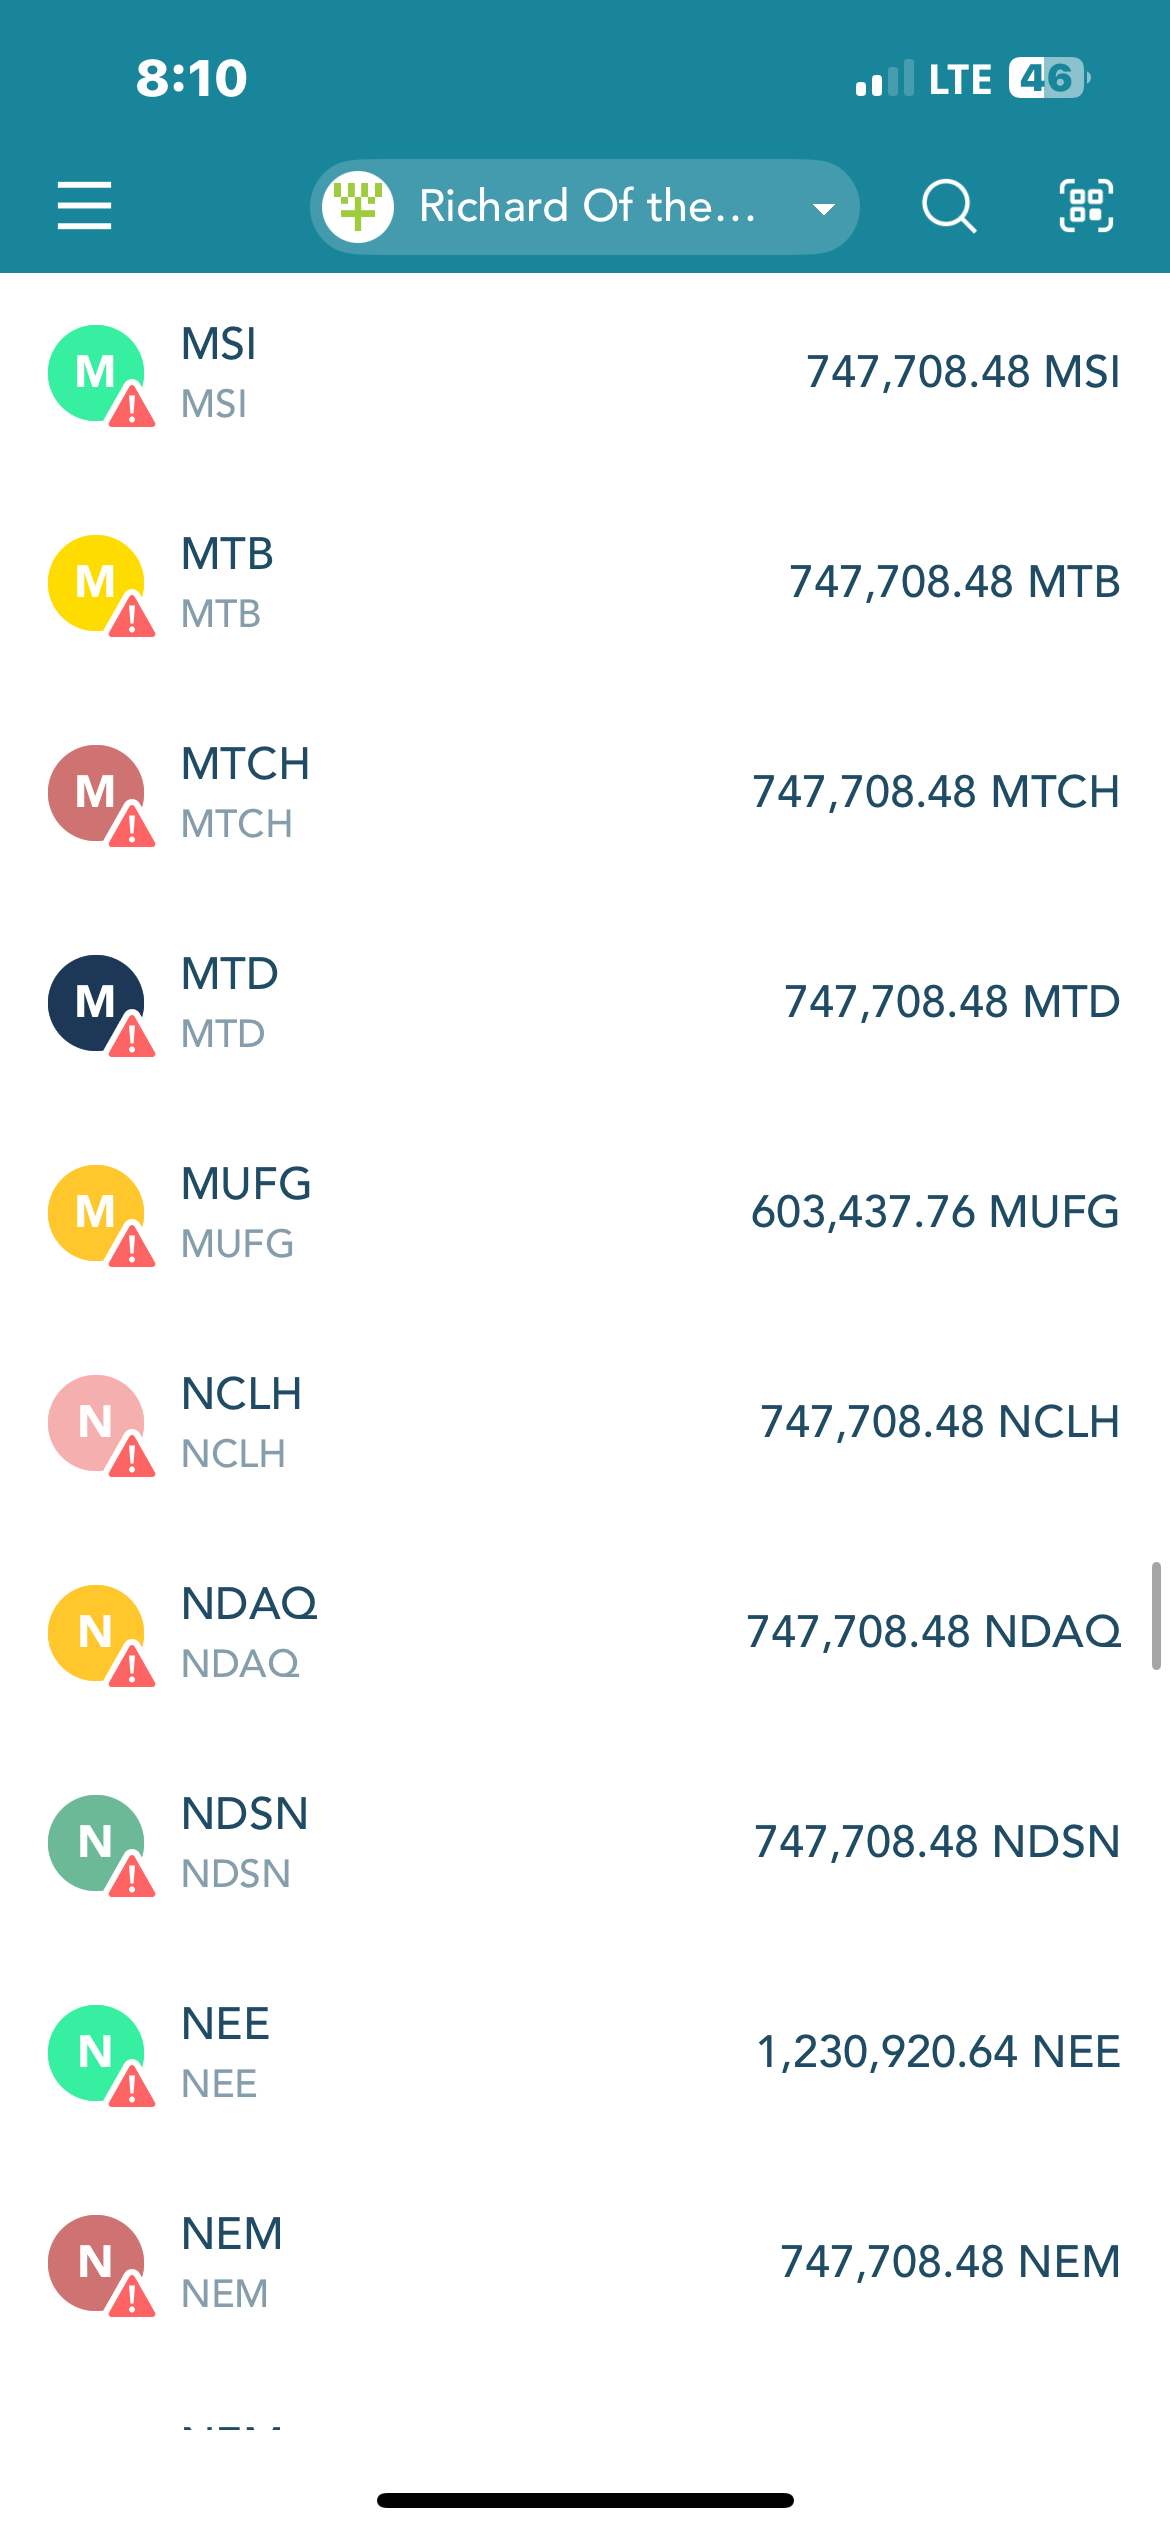 8:10
LTE 46
Richard Of the...
M
MSI
747,708.48 MSI
MSI
M
MTB
747,708.48 MTB
MTB
M
MTCH
747,708.48 MTCH
MTCH
M
MTD
747,708.48 MTD
MTD
M
MUFG
603,437.76 MUFG
MUFG
N
NCLH
747,708.48 NCLH
NCLH
N
NDAQ
747,708.48 NDAQ
NDAQ
N
NDSN
747,708.48 NDSN
NDSN
N
NEE
1,230,920.64 NEE
NEE
N
NEM
747,708.48 NEM
NEM